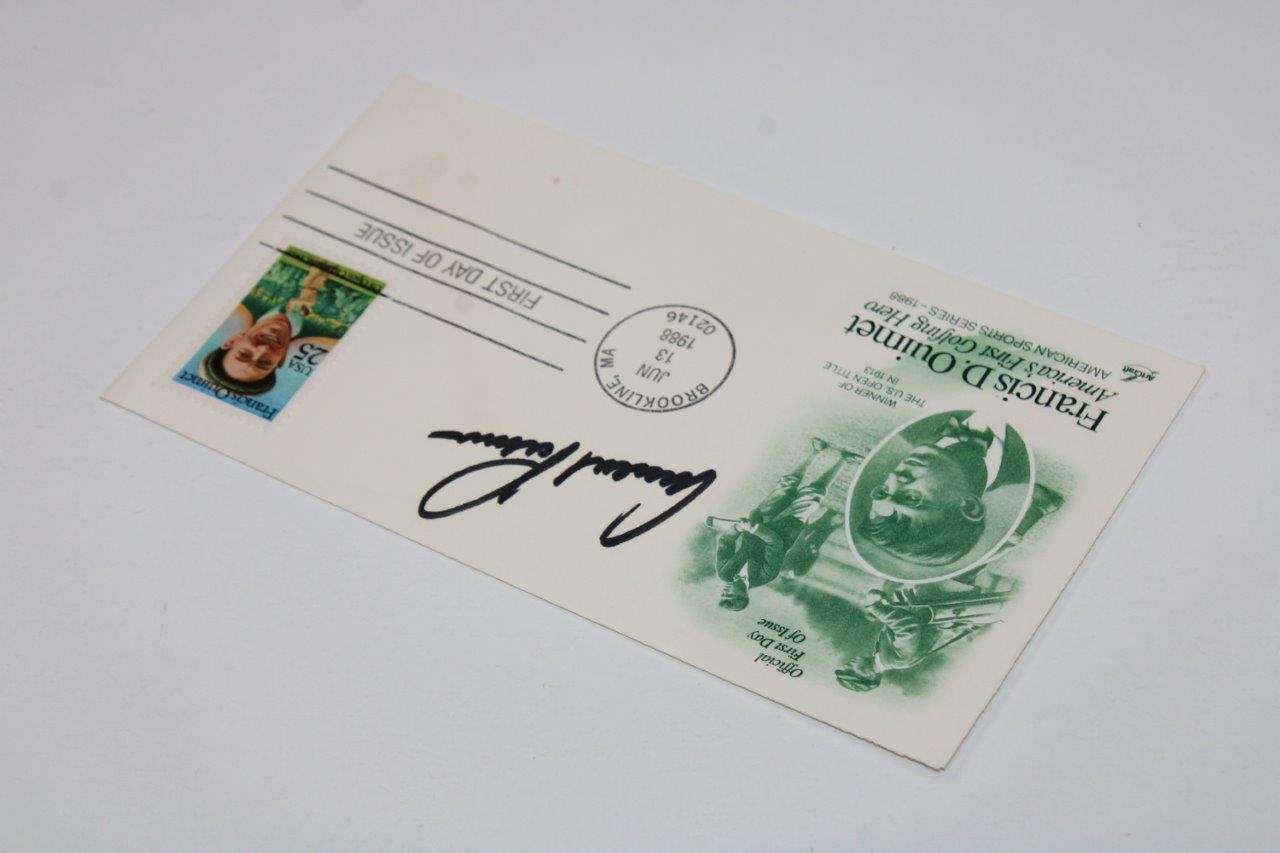 Official
First Day
Of Issue
WINNER OF
THE U.S. OPEN TITLE
IN 1913
Francis D. Ouimet
America's First Golfing Hero
AMERICAN SPORTS SERIES - 1988
ArtCraft
BROOKLINE, MA
JUN
13
1988
02146
FIRST DAY OF ISSUE
Francis Ouimet
USA
25